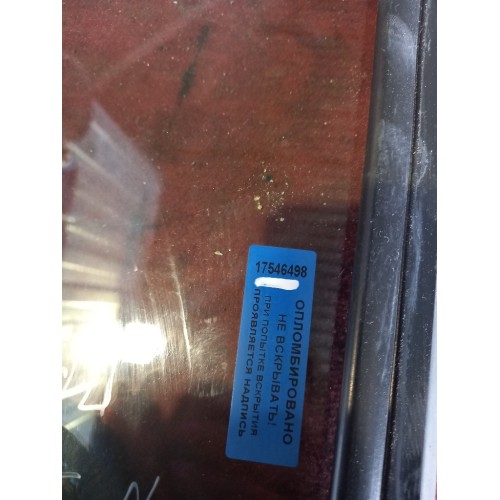 17546498
ОПЛОМБИРОВАНО
НЕ ВСКРЫВАТЬ!
ПРИ ПОПЫТКЕ ВСКРЫТИЯ
ПРОЯВЛЯЕТСЯ НАДПИСЬ